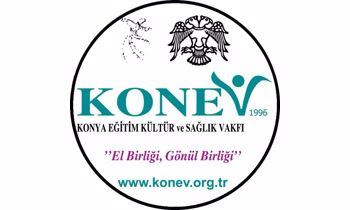 KONEV
1996
KONYA EĞİTİM KÜLTÜR ve SAĞLIK VAKFI
"El Birliği, Gönül Birliği"
www.konev.org.tr